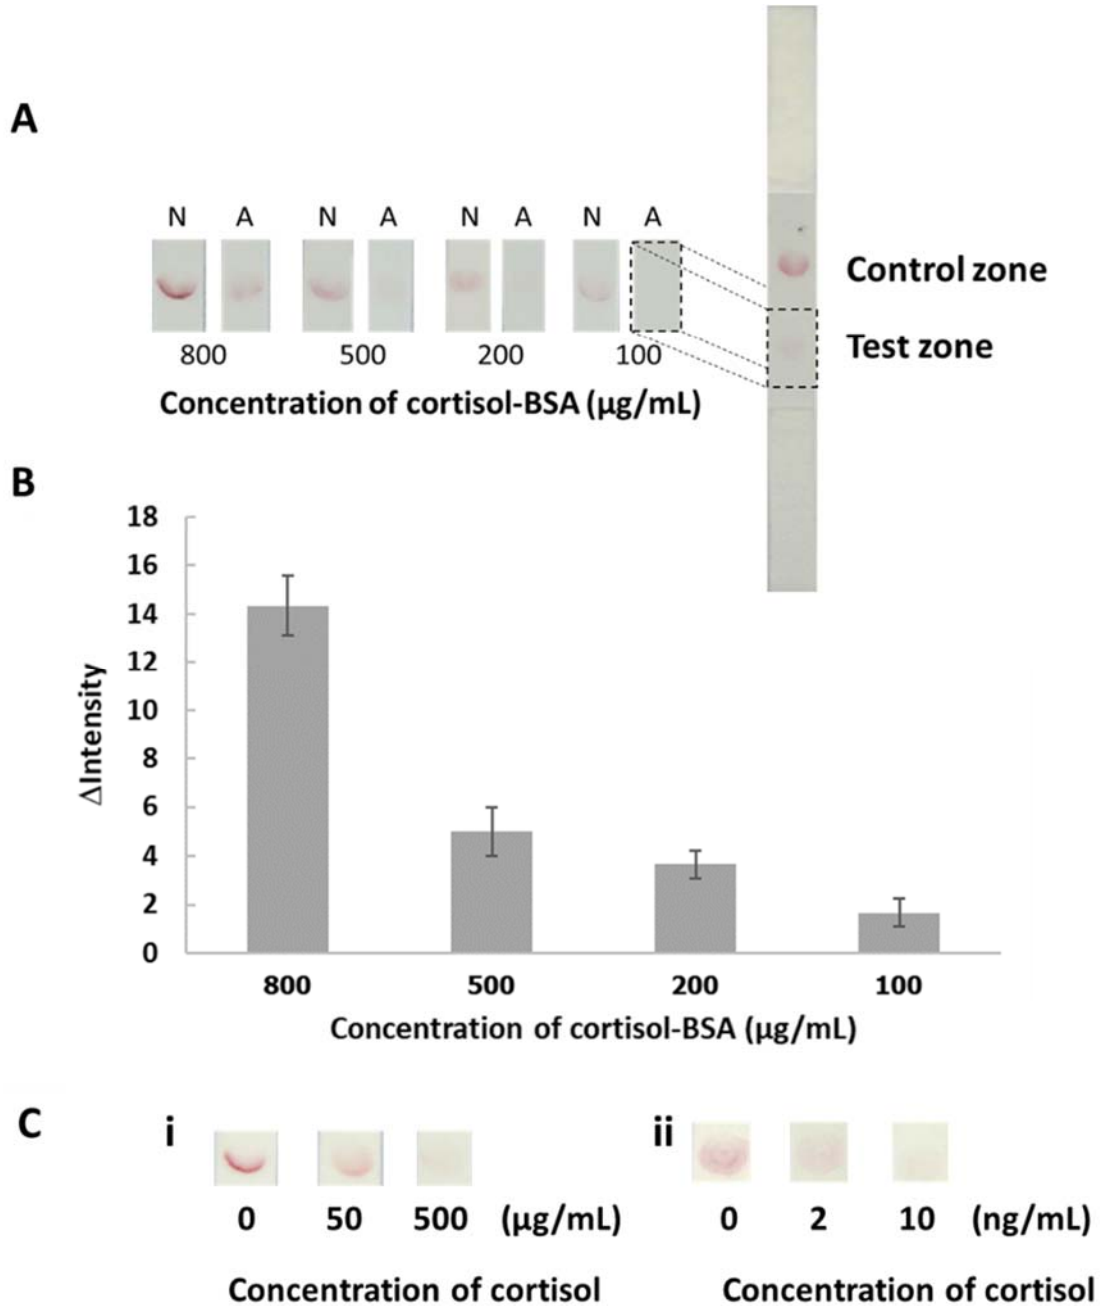 A
N A N A N A N A
800 500 200 100
Concentration of cortisol-BSA (µg/mL)
Control zone
Test zone
B
18
16
14
12
10
8
6
4
2
0
ΔIntensity
800 500 200 100
Concentration of cortisol-BSA (µg/mL)
C
i
0 50 500 (µg/mL)
Concentration of cortisol
ii
0 2 10 (ng/mL)
Concentration of cortisol